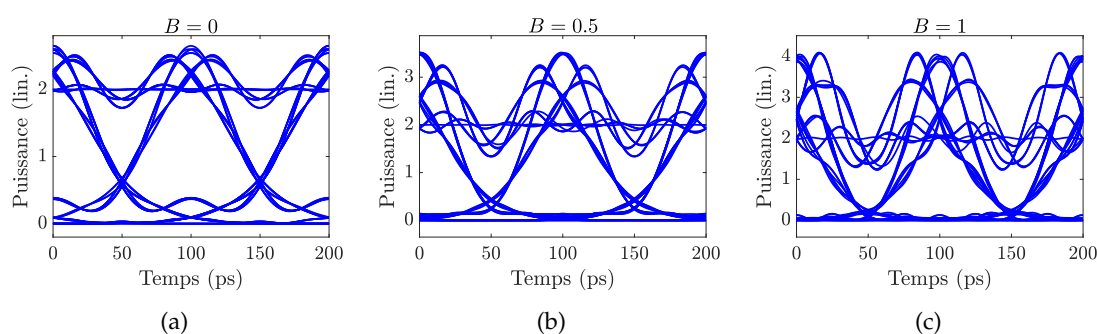 B = 0
Puissance (lin.)
2
1
0
0 50 100 150 200
Temps (ps)
(a)
B = 0.5
Puissance (lin.)
3
2
1
0
0 50 100 150 200
Temps (ps)
(b)
B = 1
Puissance (lin.)
4
3
2
1
0
0 50 100 150 200
Temps (ps)
(c)